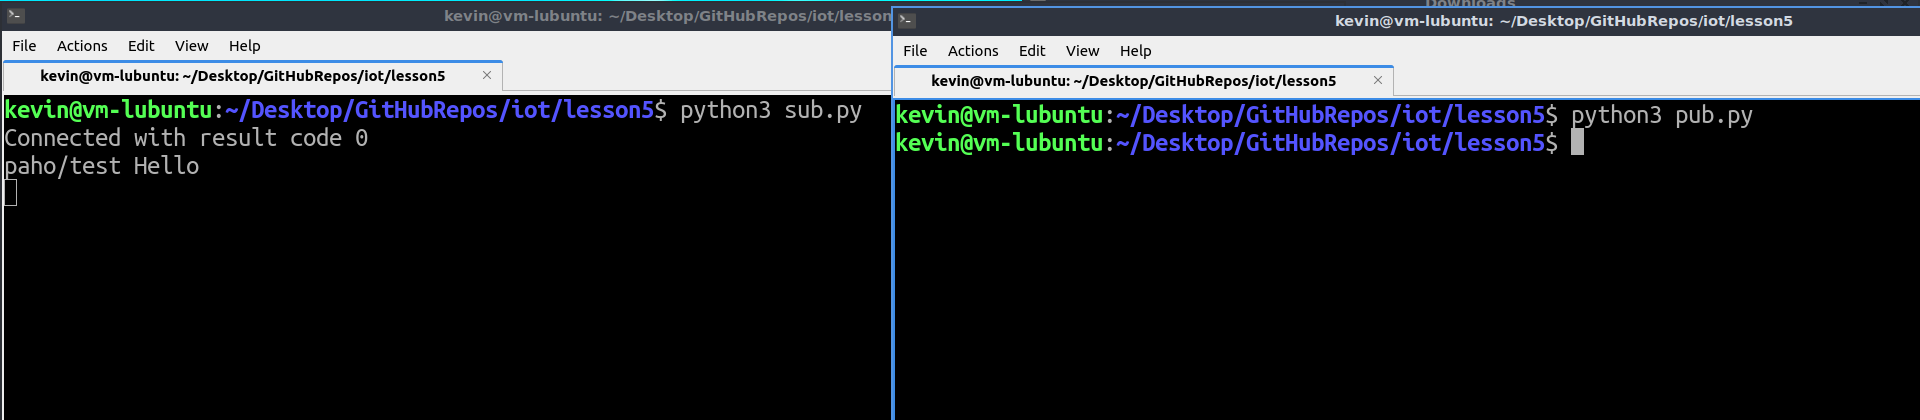 kevin@vm-lubuntu: ~/Desktop/GitHubRepos/iot/lesson
File Actions Edit View Help
kevin@vm-lubuntu: ~/Desktop/GitHubRepos/iot/lesson5 ×
kevin@vm-lubuntu:~/Desktop/GitHubRepos/iot/lesson5$ python3 sub.py
Connected with result code 0
paho/test Hello
Downloads
kevin@vm-lubuntu: ~/Desktop/GitHubRepos/iot/lesson5
File Actions Edit View Help
kevin@vm-lubuntu: ~/Desktop/GitHubRepos/iot/lesson5 ×
kevin@vm-lubuntu:~/Desktop/GitHubRepos/iot/lesson5$ python3 pub.py
kevin@vm-lubuntu:~/Desktop/GitHubRepos/iot/lesson5$